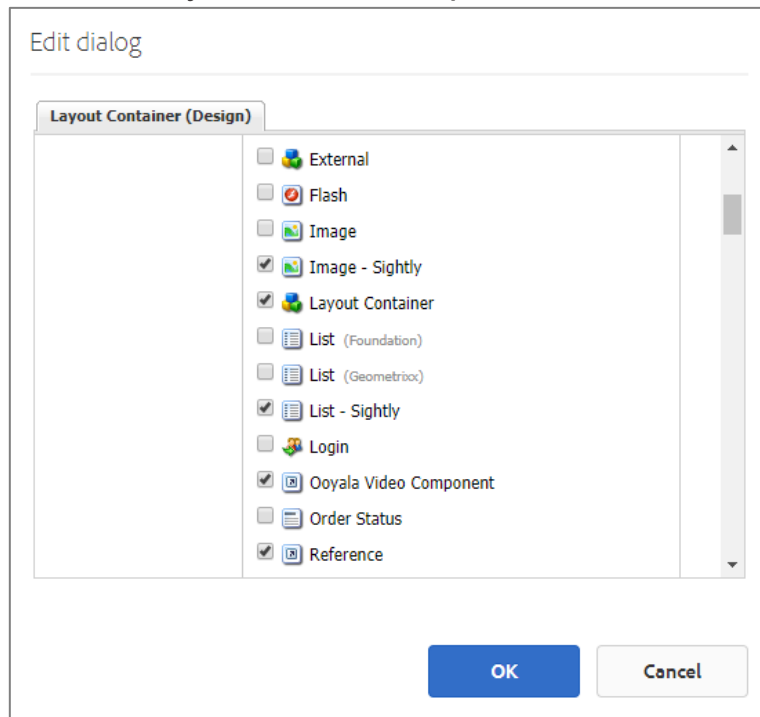 Edit dialog
Layout Container (Design)
External
Flash
Image
Image - Sightly
Layout Container
List (Foundation)
List (Geometrixx)
List - Sightly
Login
Ooyala Video Component
Order Status
Reference
OK Cancel